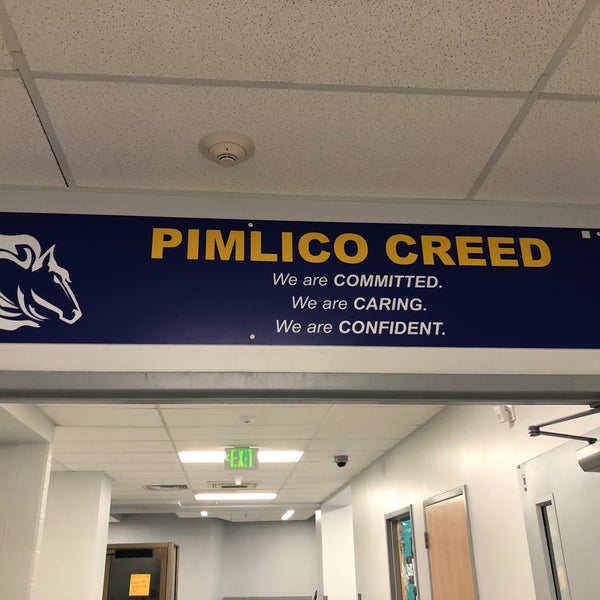 PIMLICO CREED
We are COMMITTED.
We are CARING.
We are CONFIDENT.
EXIT